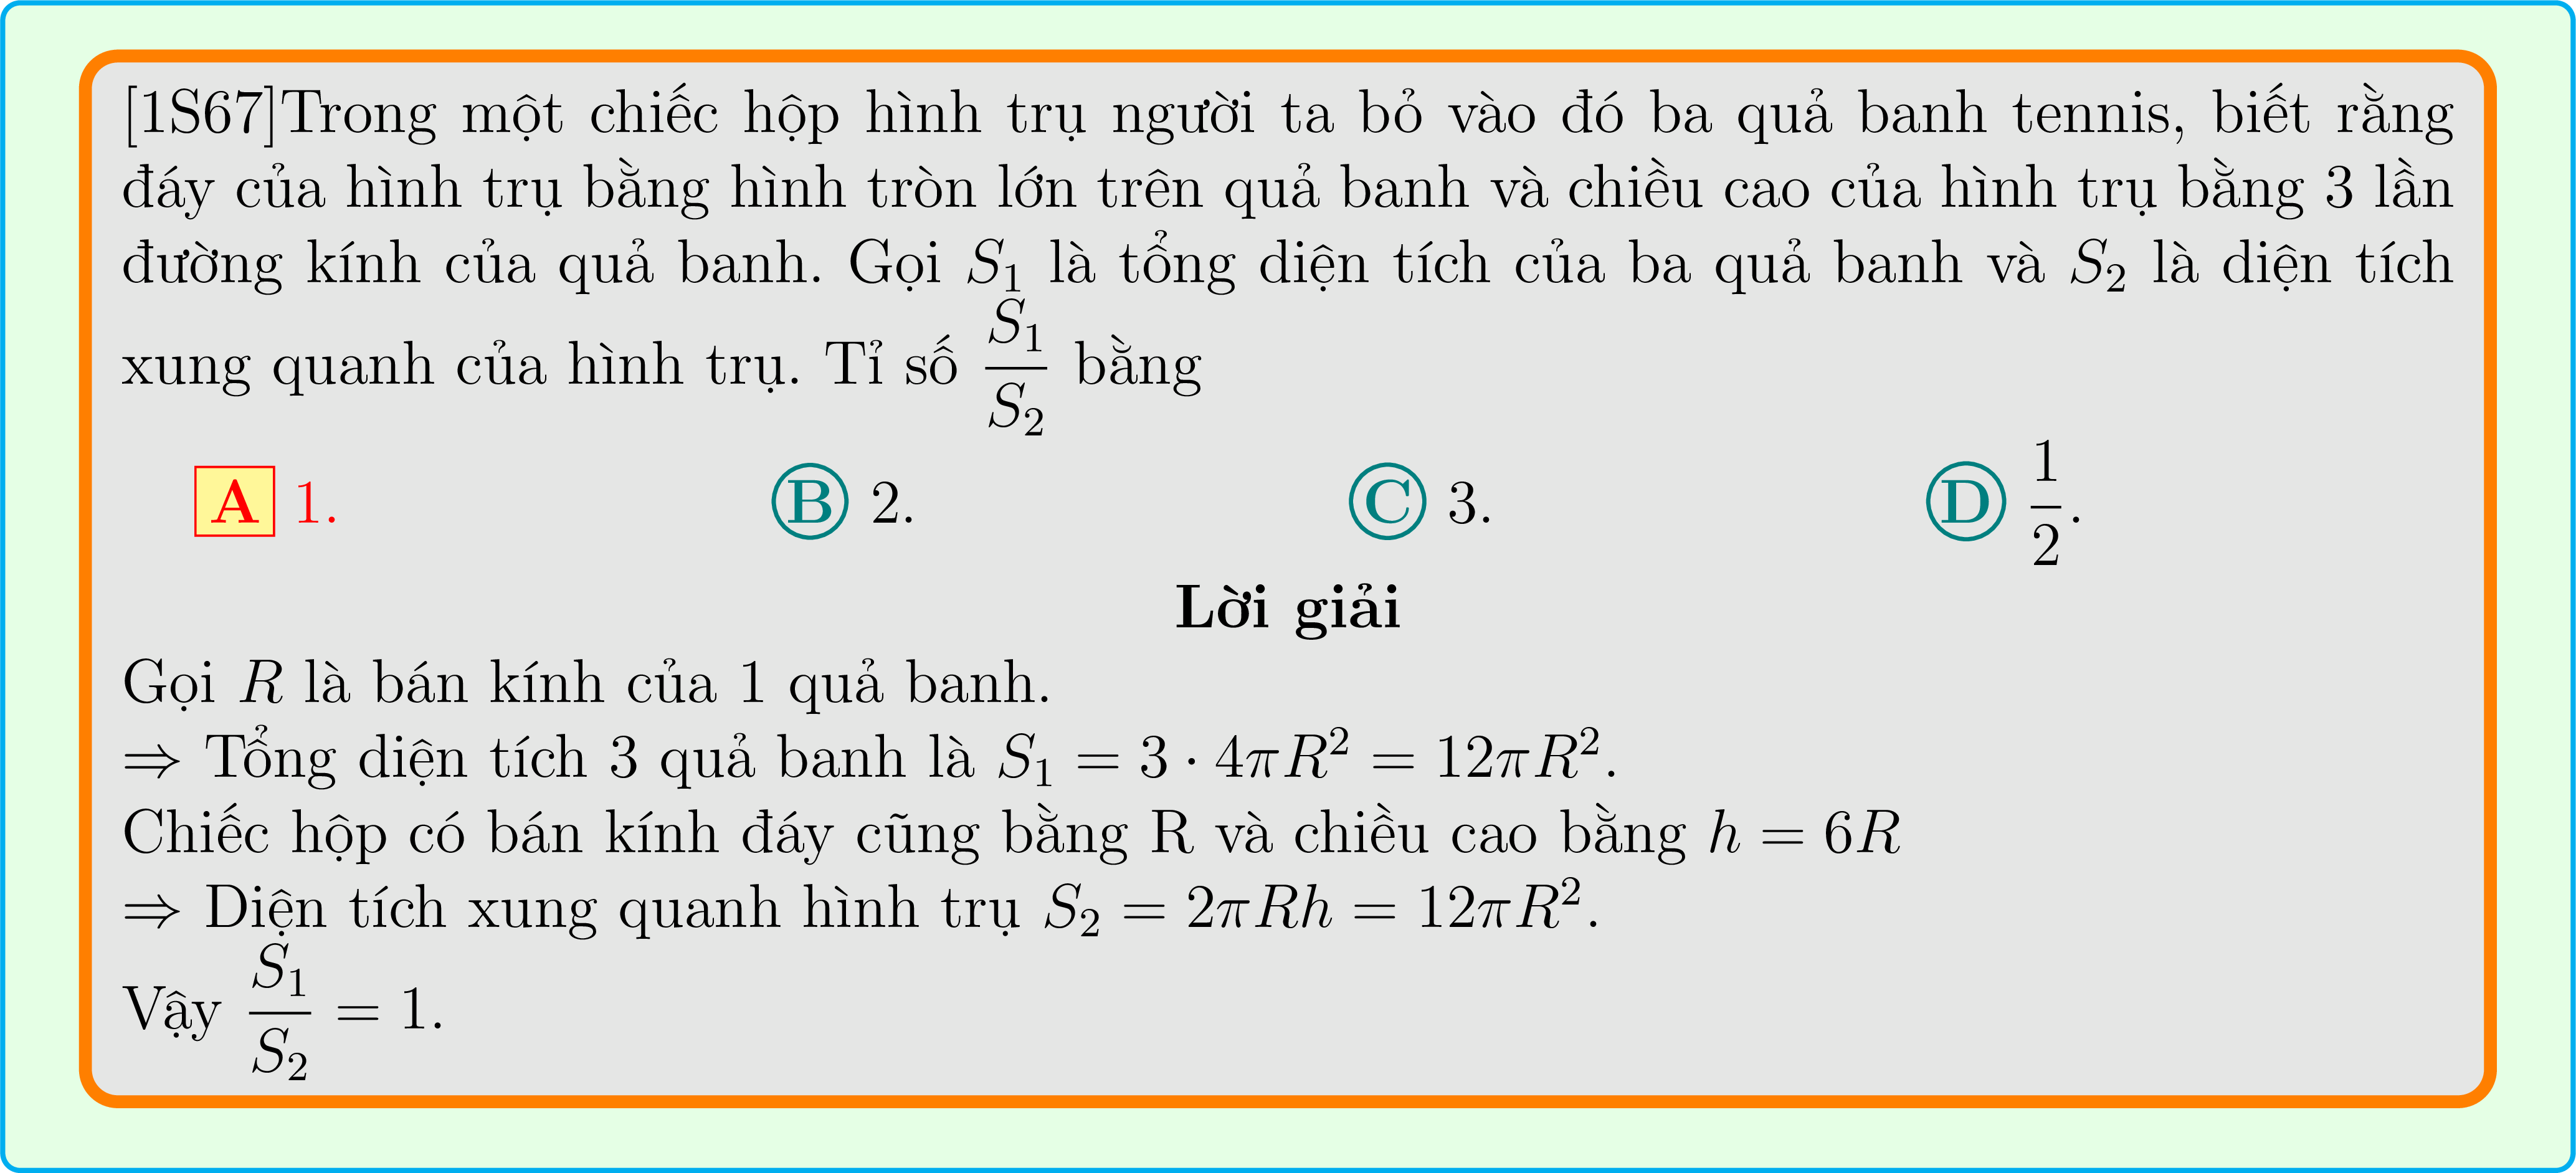 [1S67]Trong một chiếc hộp hình trụ người ta bỏ vào đó ba quả banh tennis, biết rằng
đáy của hình trụ bằng hình tròn lớn trên quả banh và chiều cao của hình trụ bằng 3 lần
đường kính của quả banh. Gọi $S_1$ là tổng diện tích của ba quả banh và $S_2$ là diện tích
xung quanh của hình trụ. Tỉ số $\dfrac{S_1}{S_2}$ bằng
A 1. B 2. C 3. D $\dfrac{1}{2}$.
Lời giải
Gọi $R$ là bán kính của 1 quả banh.
⇒ Tổng diện tích 3 quả banh là $S_1 = 3 \cdot 4\pi R^2 = 12\pi R^2$.
Chiếc hộp có bán kính đáy cũng bằng R và chiều cao bằng $h = 6R$
⇒ Diện tích xung quanh hình trụ $S_2 = 2\pi Rh = 12\pi R^2$.
Vậy $\dfrac{S_1}{S_2} = 1$.